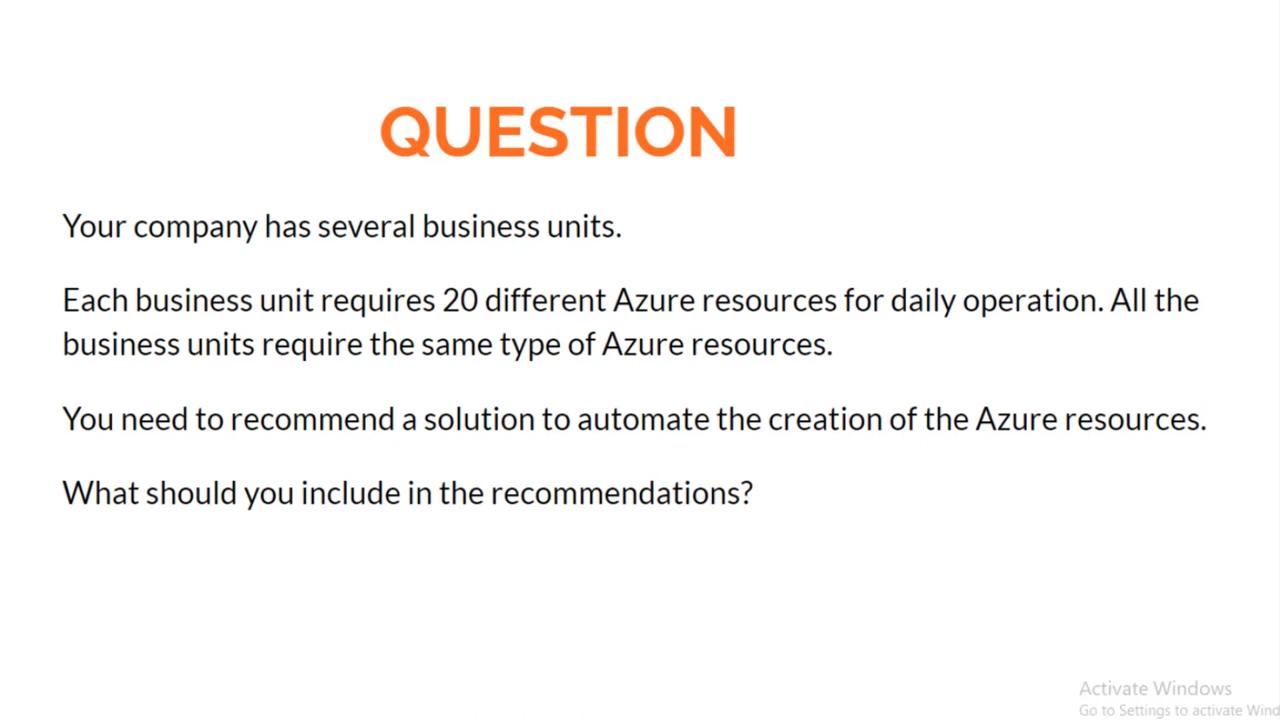 QUESTION
Your company has several business units.
Each business unit requires 20 different Azure resources for daily operation. All the
business units require the same type of Azure resources.
You need to recommend a solution to automate the creation of the Azure resources.
What should you include in the recommendations?
Activate Windows
Go to Settings to activate Wind